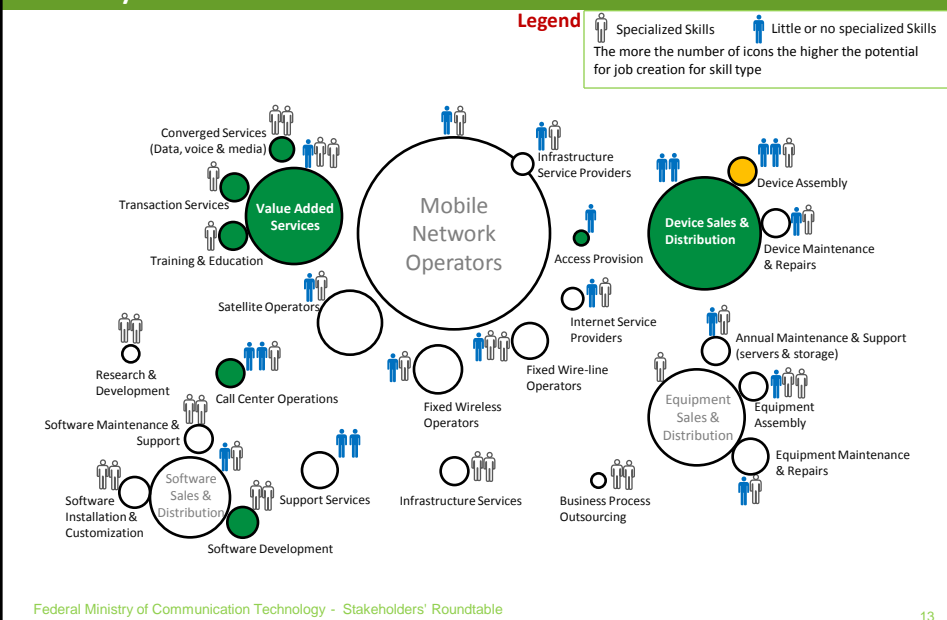 Legend
Specialized Skills
Little or no specialized Skills
The more the number of icons the higher the potential
for job creation for skill type
Converged Services
(Data, voice & media)
Transaction Services
Value Added
Services
Training & Education
Mobile
Network
Operators
Infrastructure
Service Providers
Access Provision
Device Sales &
Distribution
Device Assembly
Device Maintenance
& Repairs
Satellite Operators
Internet Service
Providers
Fixed Wire-line
Operators
Fixed Wireless
Operators
Annual Maintenance & Support
(servers & storage)
Equipment
Sales &
Distribution
Equipment
Assembly
Equipment Maintenance
& Repairs
Research &
Development
Call Center Operations
Software Maintenance &
Support
Software
Sales &
Distribution
Software
Installation &
Customization
Software Development
Support Services
Infrastructure Services
Business Process
Outsourcing
Federal Ministry of Communication Technology - Stakeholders' Roundtable
13